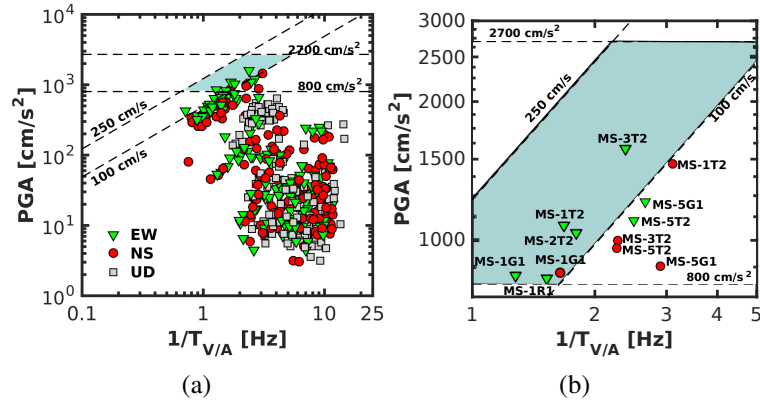 10⁴
10³
10²
10¹
10⁰
PGA [cm/s²]
2700 cm/s²
800 cm/s²
250 cm/s
100 cm/s
EW
NS
UD
0.1 1 10 25
1/T_V/A [Hz]
(a)
3000
2500
2000
1500
1000
PGA [cm/s²]
2700 cm/s²
250 cm/s
100 cm/s
MS-3T2
MS-1T2
MS-5G1
MS-1T2
MS-5T2
MS-2T2
MS-3T2
MS-5T2
MS-1G1
MS-1G1
MS-5G1
MS-1R1
800 cm/s²
1 2 3 4 5
1/T_V/A [Hz]
(b)